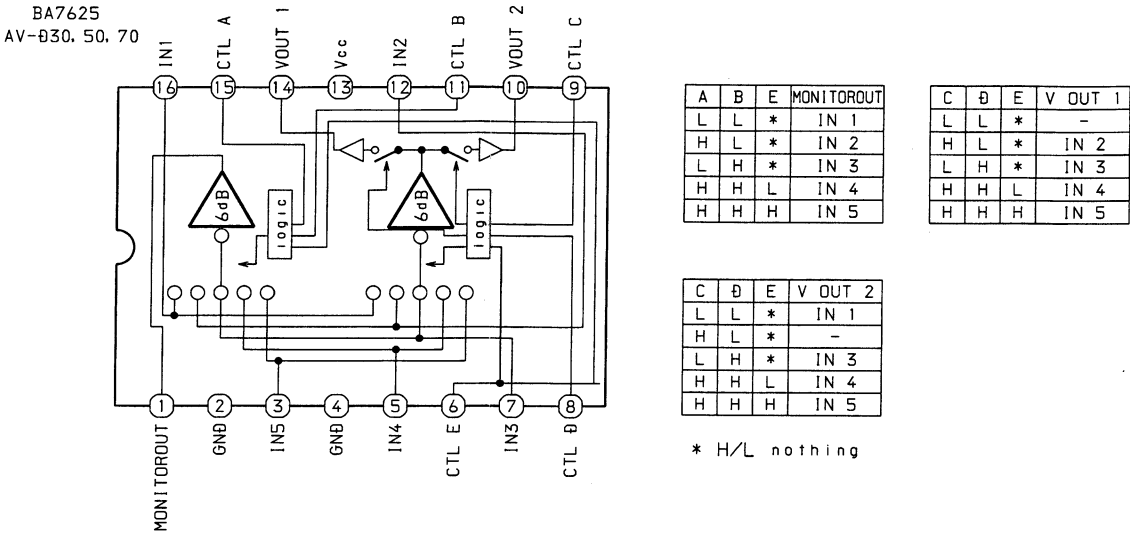 BA7625
AV-Đ30. 50. 70
IN1
CTL A
VOUT 1
Vcc
IN2
CTL B
VOUT 2
CTL C
16 15 14 13 12 11 10 9
6dB
logic
6dB
logic
1 2 3 4 5 6 7 8
MONITOROUT
GNĐ
IN5
GNĐ
IN4
CTL E
IN3
CTL Đ
A B E MONITOROUT
L L * IN 1
H L * IN 2
L H * IN 3
H H L IN 4
H H H IN 5
C Đ E V OUT 1
L L * -
H L * IN 2
L H * IN 3
H H L IN 4
H H H IN 5
C Đ E V OUT 2
L L * IN 1
H L * -
L H * IN 3
H H L IN 4
H H H IN 5
* H/L nothing